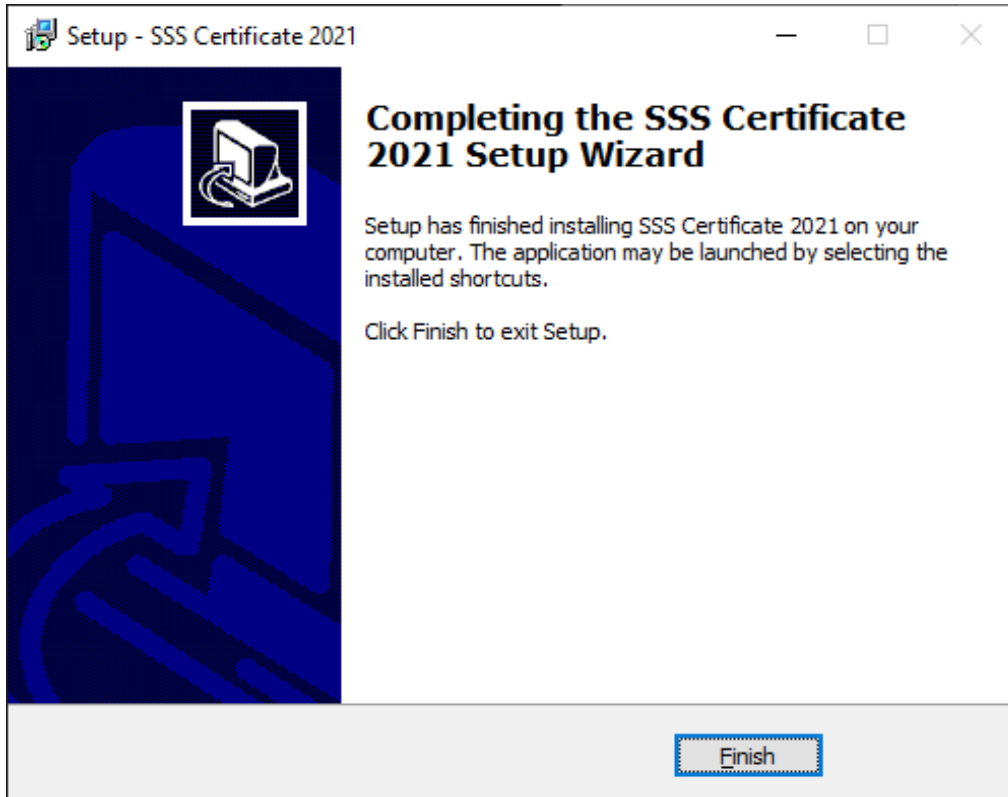 Setup - SSS Certificate 2021
Completing the SSS Certificate
2021 Setup Wizard
Setup has finished installing SSS Certificate 2021 on your
computer. The application may be launched by selecting the
installed shortcuts.
Click Finish to exit Setup.
Finish